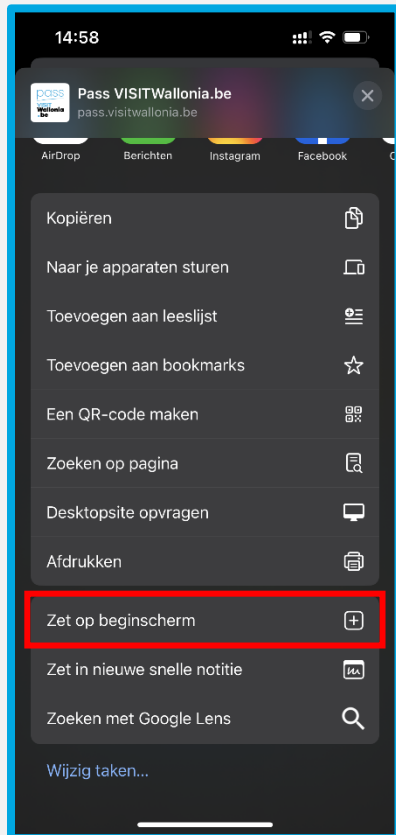 14:58
pass
VISIT
Wallonia
.be
Pass VISITWallonia.be
pass.visitwallonia.be
AirDrop Berichten Instagram Facebook
Kopiëren
Naar je apparaten sturen
Toevoegen aan leeslijst
Toevoegen aan bookmarks
Een QR-code maken
Zoeken op pagina
Desktopsite opvragen
Afdrukken
Zet op beginscherm
Zet in nieuwe snelle notitie
Zoeken met Google Lens
Wijzig taken...